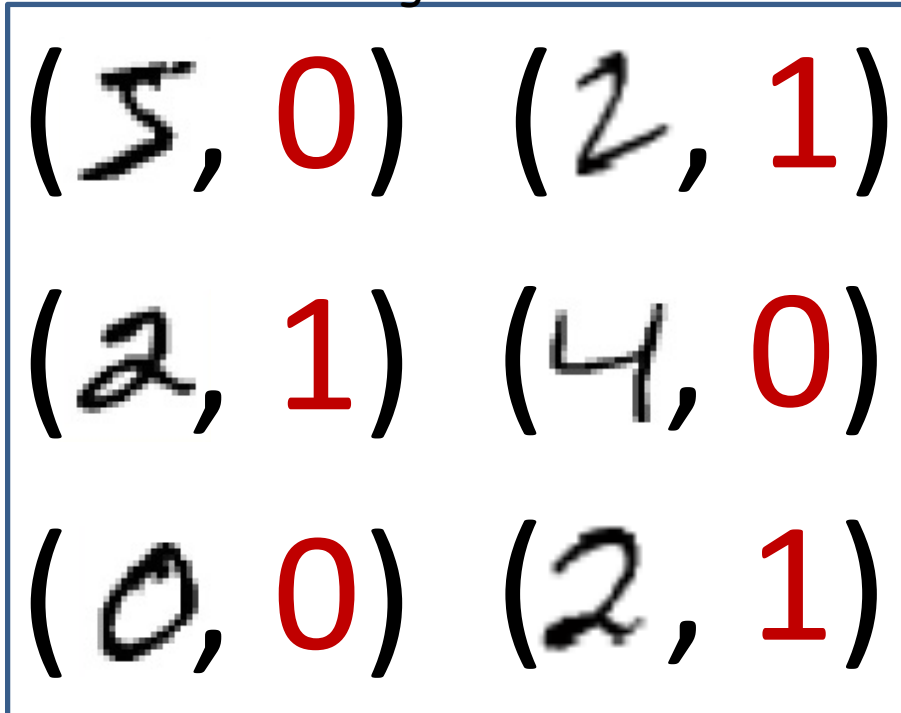 (5, 0) (2, 1)
(2, 1) (4, 0)
(0, 0) (2, 1)